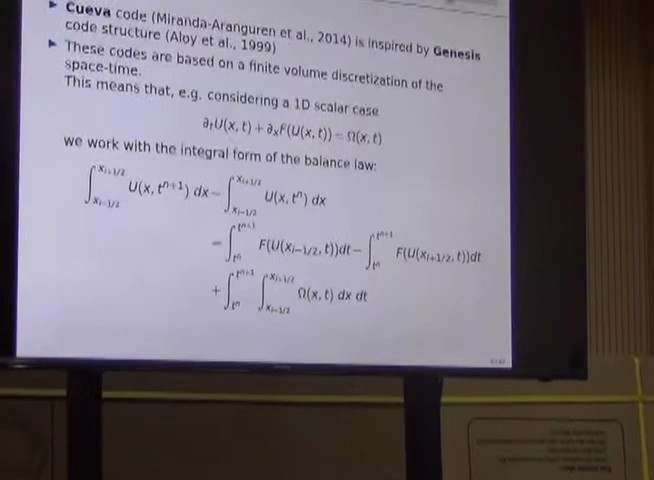 ► Cueva code (Miranda-Aranguren et al., 2014) is inspired by Genesis
code structure (Aloy et al., 1999)
► These codes are based on a finite volume discretization of the
space-time.
This means that, e.g. considering a 1D scalar case
∂ₜU(x, t) + ∂ₓF(U(x, t)) = Ω(x, t)
we work with the integral form of the balance law:
∫_{x_{i−1/2}}^{x_{i+1/2}} U(x, t^{n+1}) dx − ∫_{x_{i−1/2}}^{x_{i+1/2}} U(x, t^n) dx
= ∫_{t^n}^{t^{n+1}} F(U(x_{i−1/2}, t))dt − ∫_{t^n}^{t^{n+1}} F(U(x_{i+1/2}, t))dt
+ ∫_{t^n}^{t^{n+1}} ∫_{x_{i−1/2}}^{x_{i+1/2}} Ω(x, t) dx dt